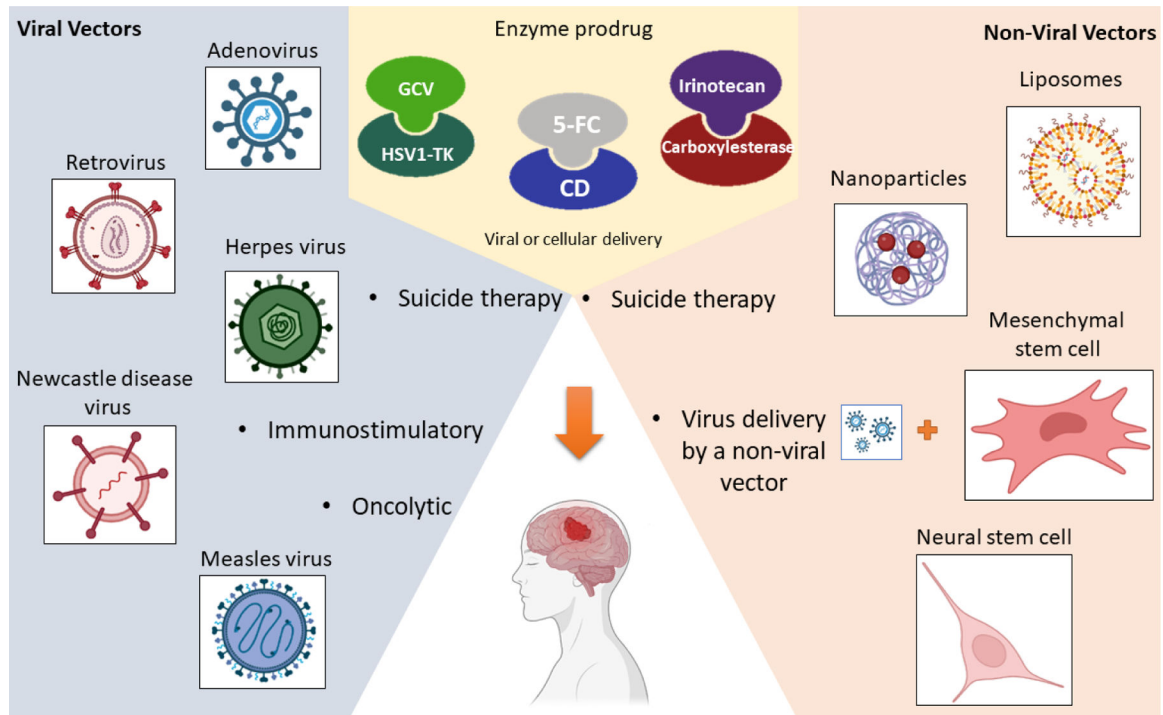 Viral Vectors
Adenovirus
Retrovirus
Herpes virus
Newcastle disease
virus
Measles virus
• Suicide therapy
• Immunostimulatory
• Oncolytic
Enzyme prodrug
GCV
HSV1-TK
5-FC
CD
Irinotecan
Carboxylesterase
Viral or cellular delivery
Non-Viral Vectors
Liposomes
Nanoparticles
• Suicide therapy
Mesenchymal
stem cell
• Virus delivery
by a non-viral
vector
Neural stem cell